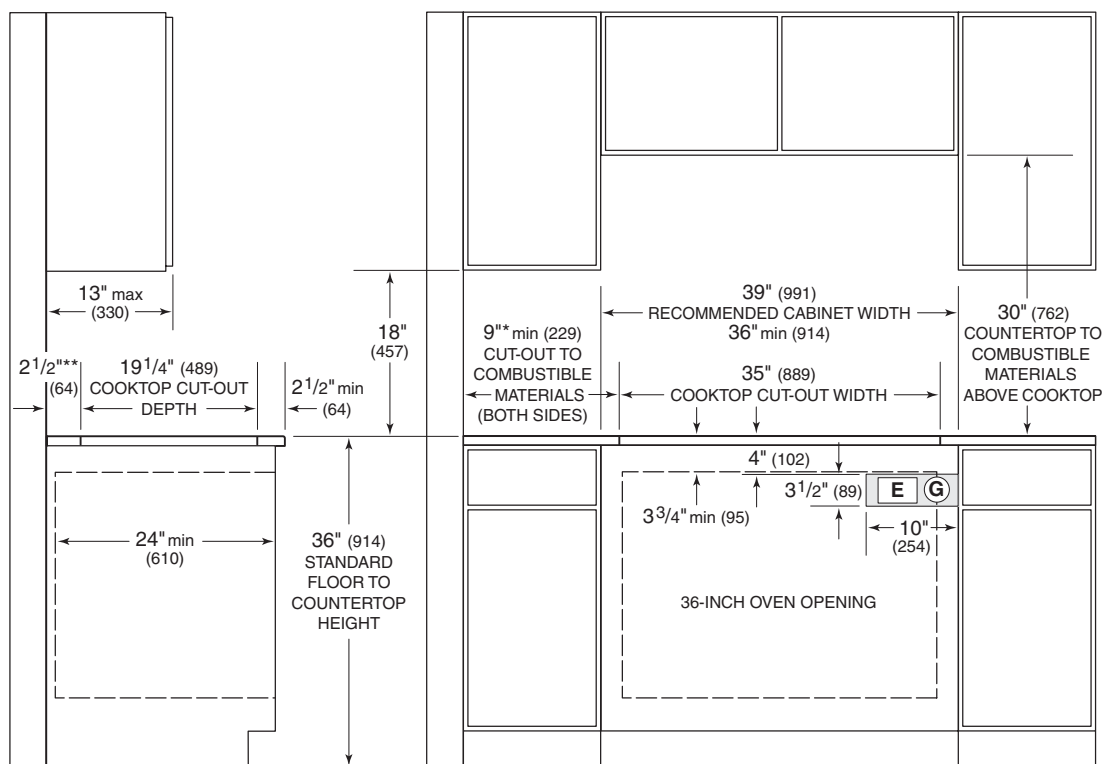 13" max
(330)
18"
(457)
2 1/2"**
(64)
19 1/4" (489)
COOKTOP CUT-OUT
DEPTH
2 1/2" min
(64)
24" min
(610)
36" (914)
STANDARD
FLOOR TO
COUNTERTOP
HEIGHT
9"* min (229)
CUT-OUT TO
COMBUSTIBLE
MATERIALS
(BOTH SIDES)
39" (991)
RECOMMENDED CABINET WIDTH
36" min (914)
35" (889)
COOKTOP CUT-OUT WIDTH
30" (762)
COUNTERTOP TO
COMBUSTIBLE
MATERIALS
ABOVE COOKTOP
4" (102)
3 1/2" (89)
E G
3 3/4" min (95)
10"
(254)
36-INCH OVEN OPENING